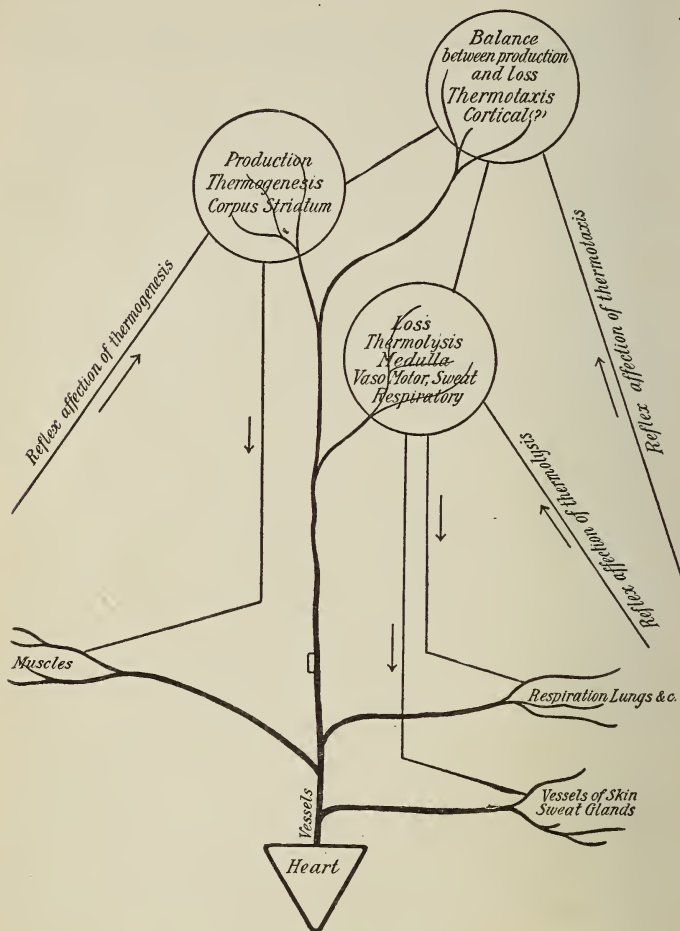 Balance
between production
and loss
Thermotaxis
Cortical(?)
Production
Thermogenesis
Corpus Striatum
Loss
Thermolysis
Medulla
Vaso Motor, Sweat
Respiratory
Reflex affection of thermogenesis
Reflex affection of thermotaxis
Reflex affection of thermolysis
Muscles
Respiration Lungs &c.
Vessels of Skin
Sweat Glands
Vessels
Heart